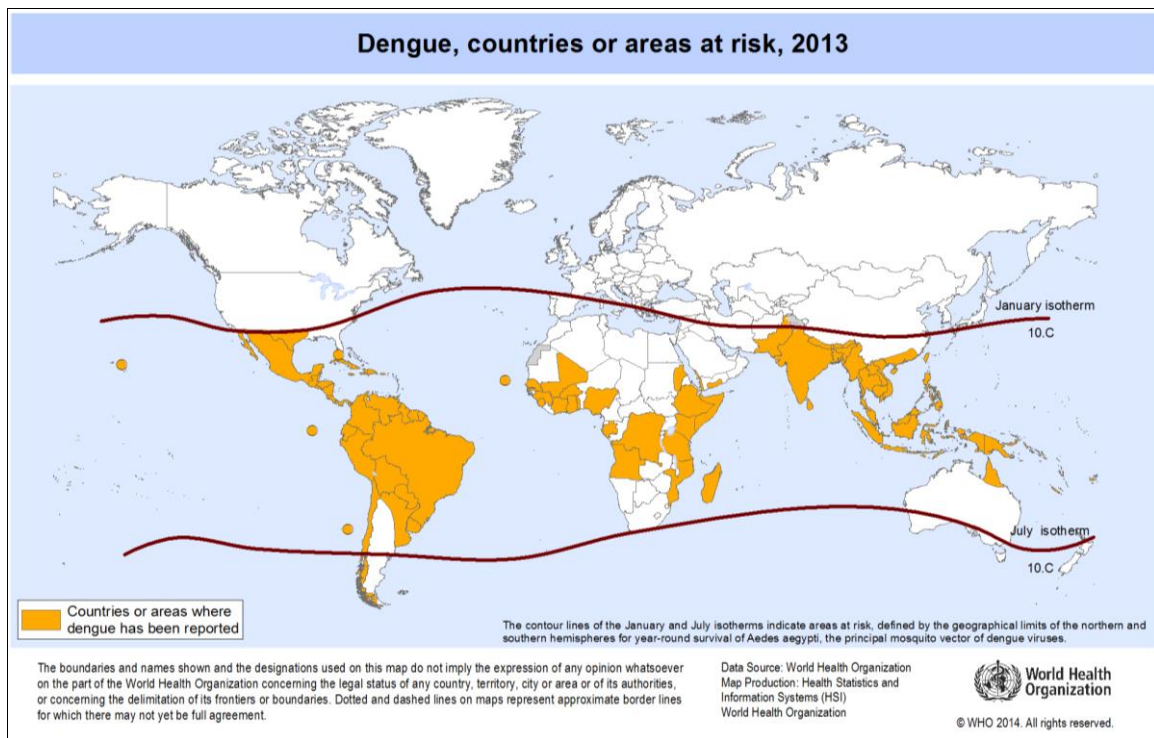 Dengue, countries or areas at risk, 2013
January isotherm
10.C
July isotherm
10.C
Countries or areas where
dengue has been reported
The contour lines of the January and July isotherms indicate areas at risk, defined by the geographical limits of the northern and
southern hemispheres for year-round survival of Aedes aegypti, the principal mosquito vector of dengue viruses.
The boundaries and names shown and the designations used on this map do not imply the expression of any opinion whatsoever
on the part of the World Health Organization concerning the legal status of any country, territory, city or area or of its authorities,
or concerning the delimitation of its frontiers or boundaries. Dotted and dashed lines on maps represent approximate border lines
for which there may not yet be full agreement.
Data Source: World Health Organization
Map Production: Health Statistics and
Information Systems (HSI)
World Health Organization
World Health
Organization
© WHO 2014. All rights reserved.